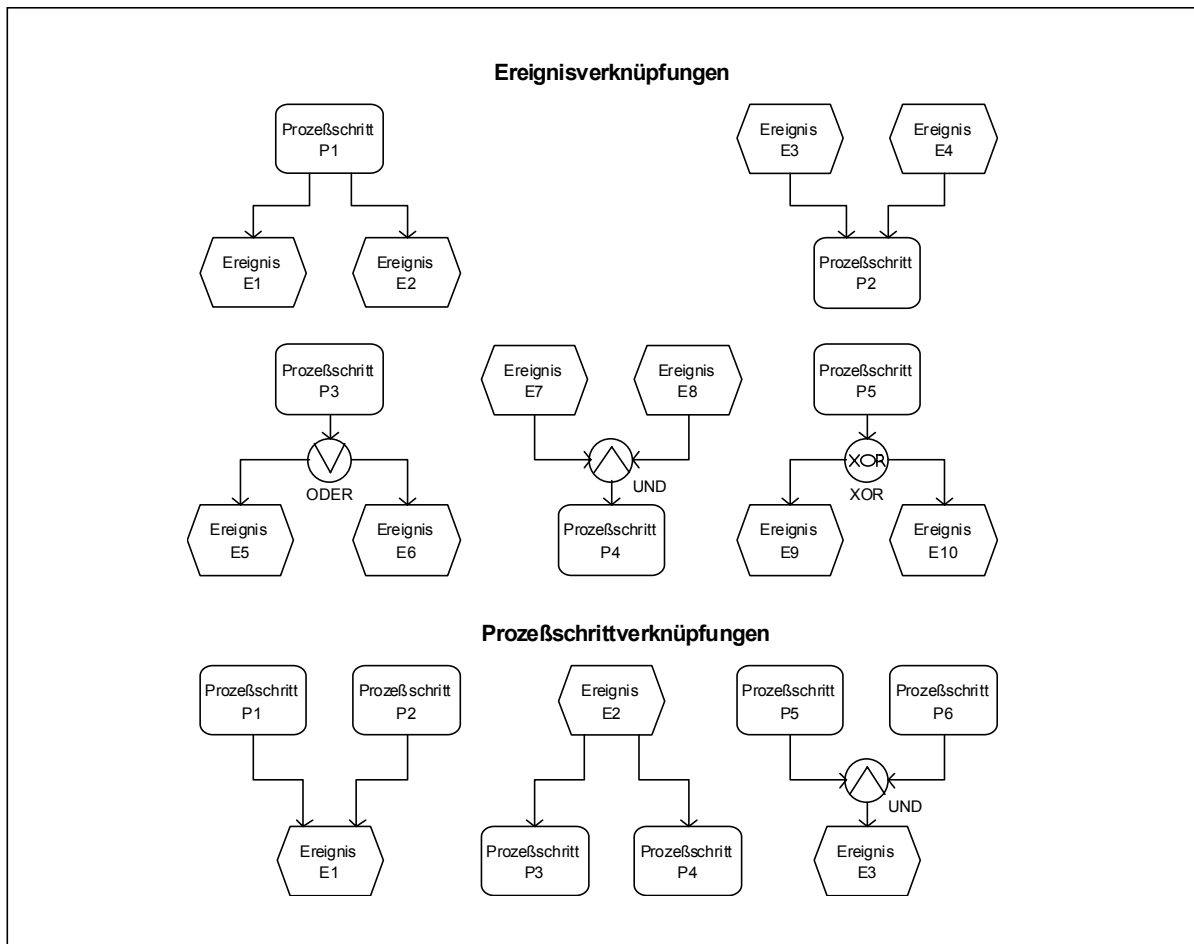 Ereignisverknüpfungen
Prozeßschritt
P1
Ereignis
E3
Ereignis
E4
Ereignis
E1
Ereignis
E2
Prozeßschritt
P2
Prozeßschritt
P3
Ereignis
E7
Ereignis
E8
Prozeßschritt
P5
XOR
ODER
UND
XOR
Ereignis
E5
Ereignis
E6
Prozeßschritt
P4
Ereignis
E9
Ereignis
E10
Prozeßschrittverknüpfungen
Prozeßschritt
P1
Prozeßschritt
P2
Ereignis
E2
Prozeßschritt
P5
Prozeßschritt
P6
UND
Ereignis
E1
Prozeßschritt
P3
Prozeßschritt
P4
Ereignis
E3